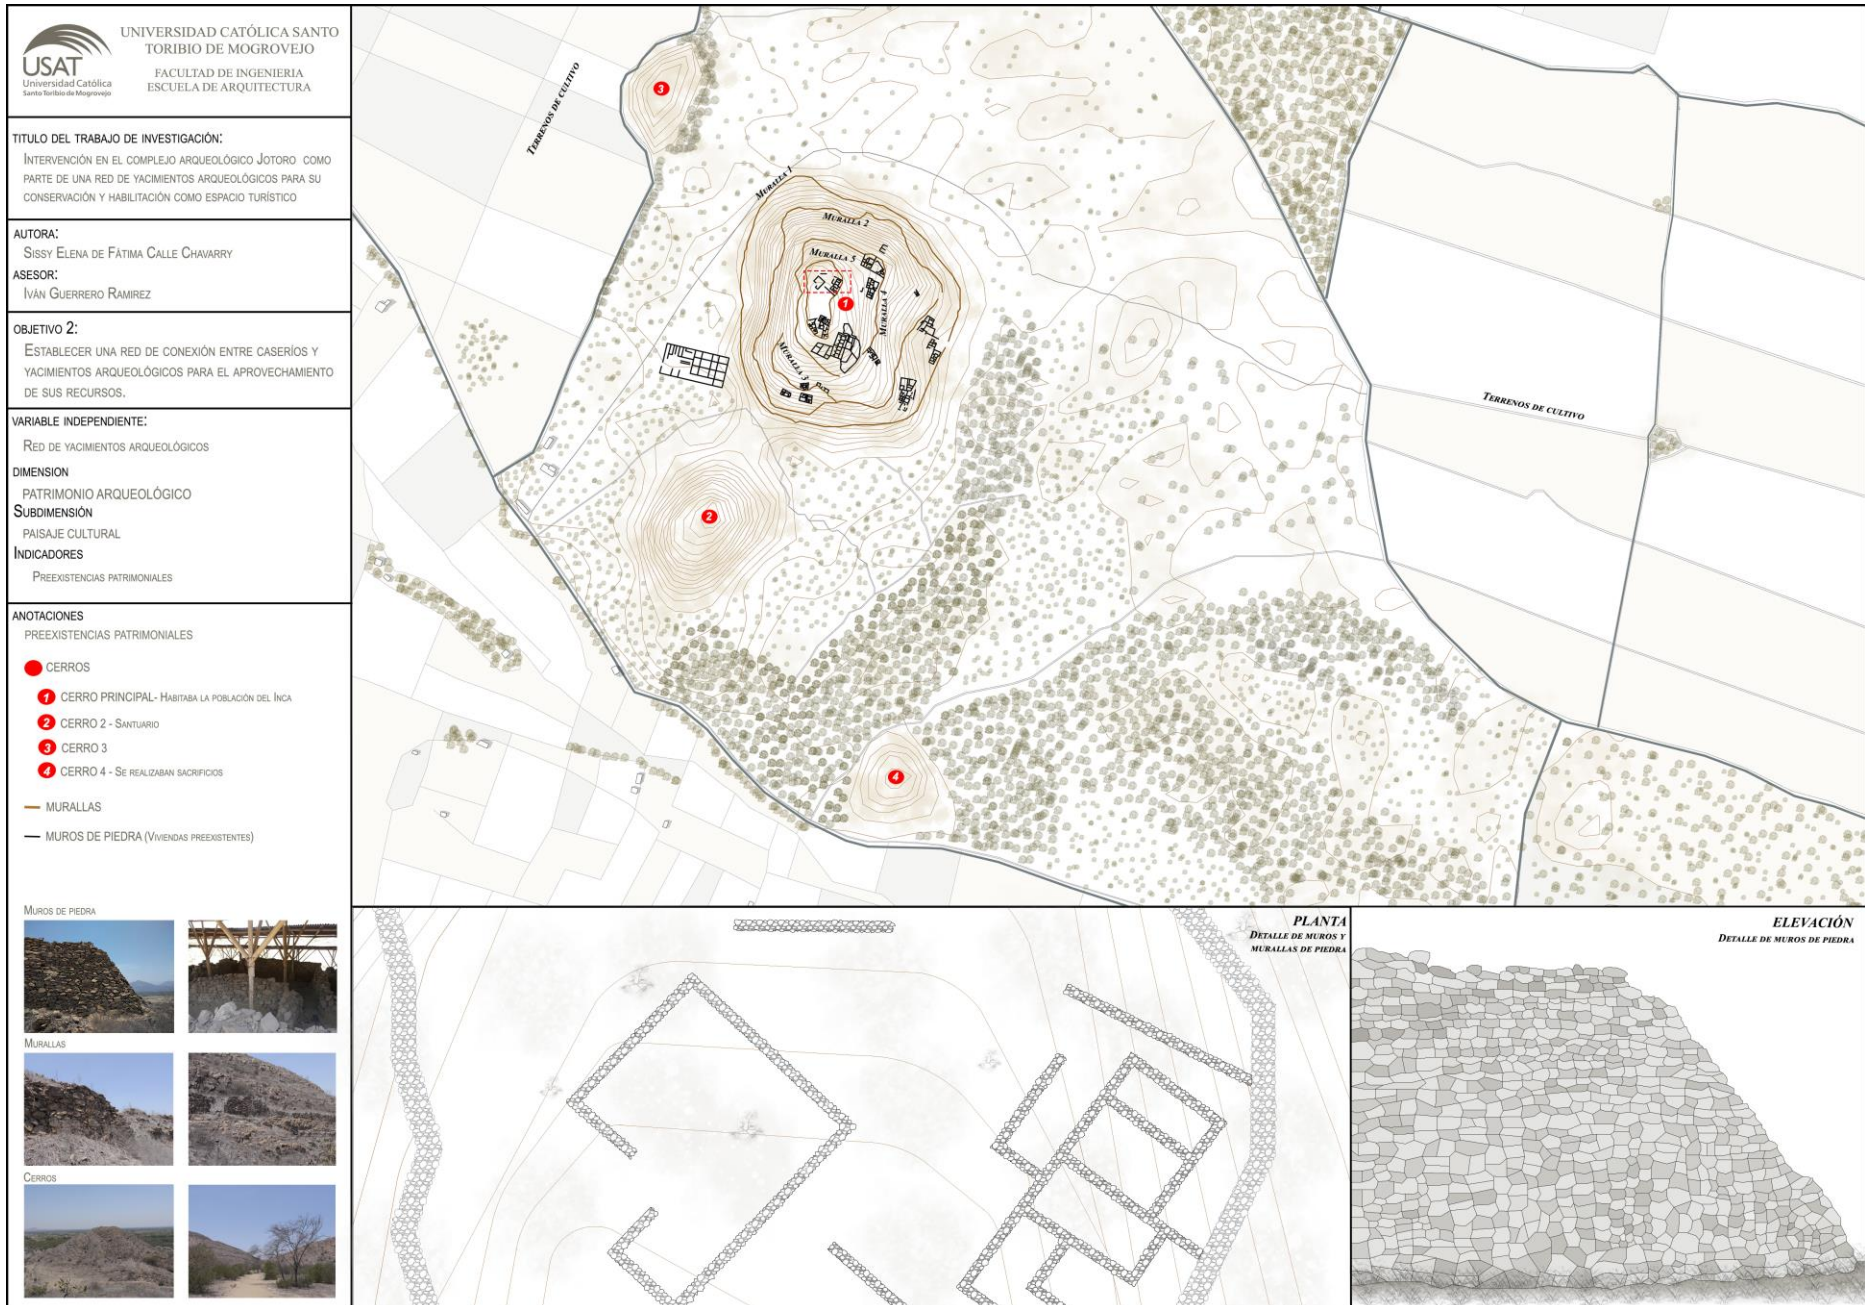 USAT
Universidad Católica
Santo Toribio de Mogrovejo
UNIVERSIDAD CATÓLICA SANTO
TORIBIO DE MOGROVEJO
FACULTAD DE INGENIERIA
ESCUELA DE ARQUITECTURA
TITULO DEL TRABAJO DE INVESTIGACIÓN:
INTERVENCIÓN EN EL COMPLEJO ARQUEOLÓGICO JOTORO COMO
PARTE DE UNA RED DE YACIMIENTOS ARQUEOLÓGICOS PARA SU
CONSERVACIÓN Y HABILITACIÓN COMO ESPACIO TURÍSTICO
AUTORA:
SISSY ELENA DE FÁTIMA CALLE CHAVARRY
ASESOR:
IVÁN GUERRERO RAMIREZ
OBJETIVO 2:
ESTABLECER UNA RED DE CONEXIÓN ENTRE CASERÍOS Y
YACIMIENTOS ARQUEOLÓGICOS PARA EL APROVECHAMIENTO
DE SUS RECURSOS.
VARIABLE INDEPENDIENTE:
RED DE YACIMIENTOS ARQUEOLÓGICOS
DIMENSION
PATRIMONIO ARQUEOLÓGICO
SUBDIMENSIÓN
PAISAJE CULTURAL
INDICADORES
PREEXISTENCIAS PATRIMONIALES
ANOTACIONES
PREEXISTENCIAS PATRIMONIALES
CERROS
1 CERRO PRINCIPAL- HABITABA LA POBLACIÓN DEL INCA
2 CERRO 2 - SANTUARIO
3 CERRO 3
4 CERRO 4 - SE REALIZABAN SACRIFICIOS
MURALLAS
MUROS DE PIEDRA (VIVIENDAS PREEXISTENTES)
MUROS DE PIEDRA
MURALLAS
CERROS
3
TERRENOS DE CULTIVO
MURALLA 1
MURALLA 2
MURALLA 5
1
MURALLA 4
MURALLA 3
TERRENOS DE CULTIVO
2
4
PLANTA
DETALLE DE MUROS Y
MURALLAS DE PIEDRA
ELEVACIÓN
DETALLE DE MUROS DE PIEDRA